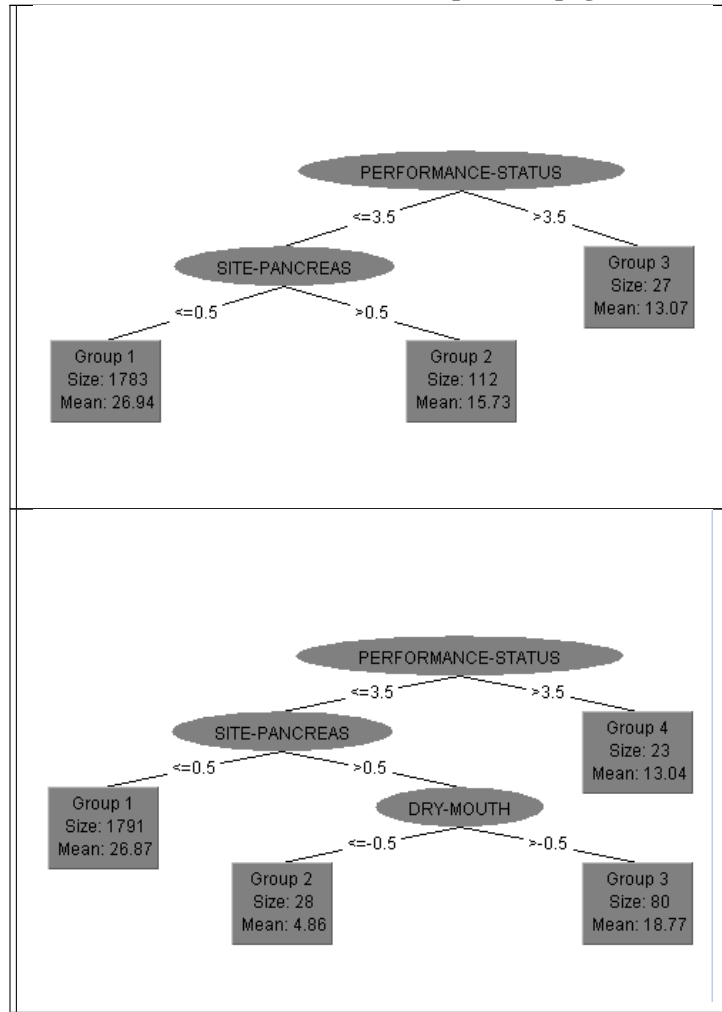 PERFORMANCE-STATUS
<=3.5
>3.5
SITE-PANCREAS
Group 3
Size: 27
Mean: 13.07
<=0.5
>0.5
Group 1
Size: 1783
Mean: 26.94
Group 2
Size: 112
Mean: 15.73
PERFORMANCE-STATUS
<=3.5
>3.5
SITE-PANCREAS
Group 4
Size: 23
Mean: 13.04
<=0.5
>0.5
Group 1
Size: 1791
Mean: 26.87
DRY-MOUTH
<=-0.5
>-0.5
Group 2
Size: 28
Mean: 4.86
Group 3
Size: 80
Mean: 18.77